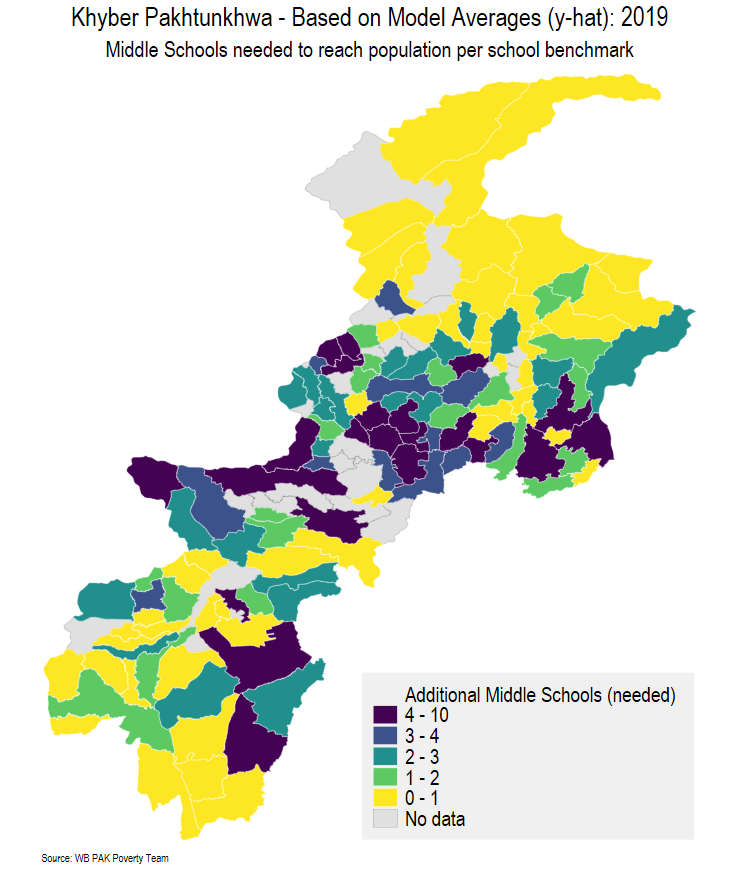 Khyber Pakhtunkhwa - Based on Model Averages (y-hat): 2019
Middle Schools needed to reach population per school benchmark
Additional Middle Schools (needed)
4 - 10
3 - 4
2 - 3
1 - 2
0 - 1
No data
Source: WB PAK Poverty Team